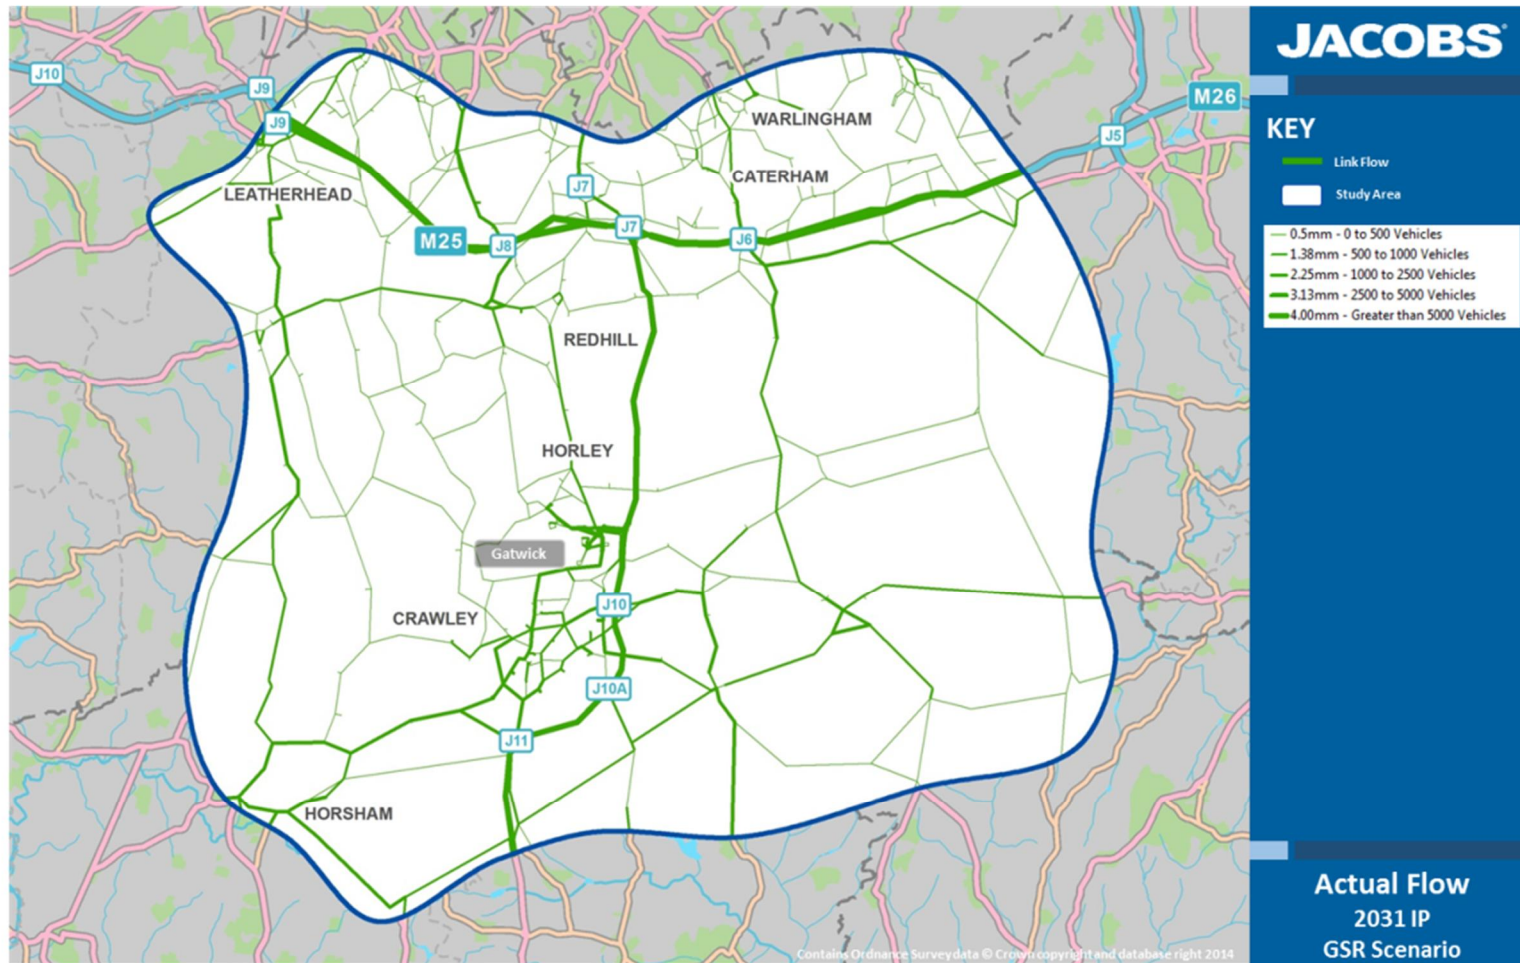 JACOBS
KEY
Link Flow
Study Area
0.5mm - 0 to 500 Vehicles
1.38mm - 500 to 1000 Vehicles
2.25mm - 1000 to 2500 Vehicles
3.13mm - 2500 to 5000 Vehicles
4.00mm - Greater than 5000 Vehicles
J10
J9
J9
M26
J5
WARLINGHAM
CATERHAM
LEATHERHEAD
J7
M25
J8
J7
J6
REDHILL
HORLEY
Gatwick
J10
CRAWLEY
J10A
J11
HORSHAM
Actual Flow
2031 IP
GSR Scenario
Contains Ordnance Survey data © Crown copyright and database right 2014